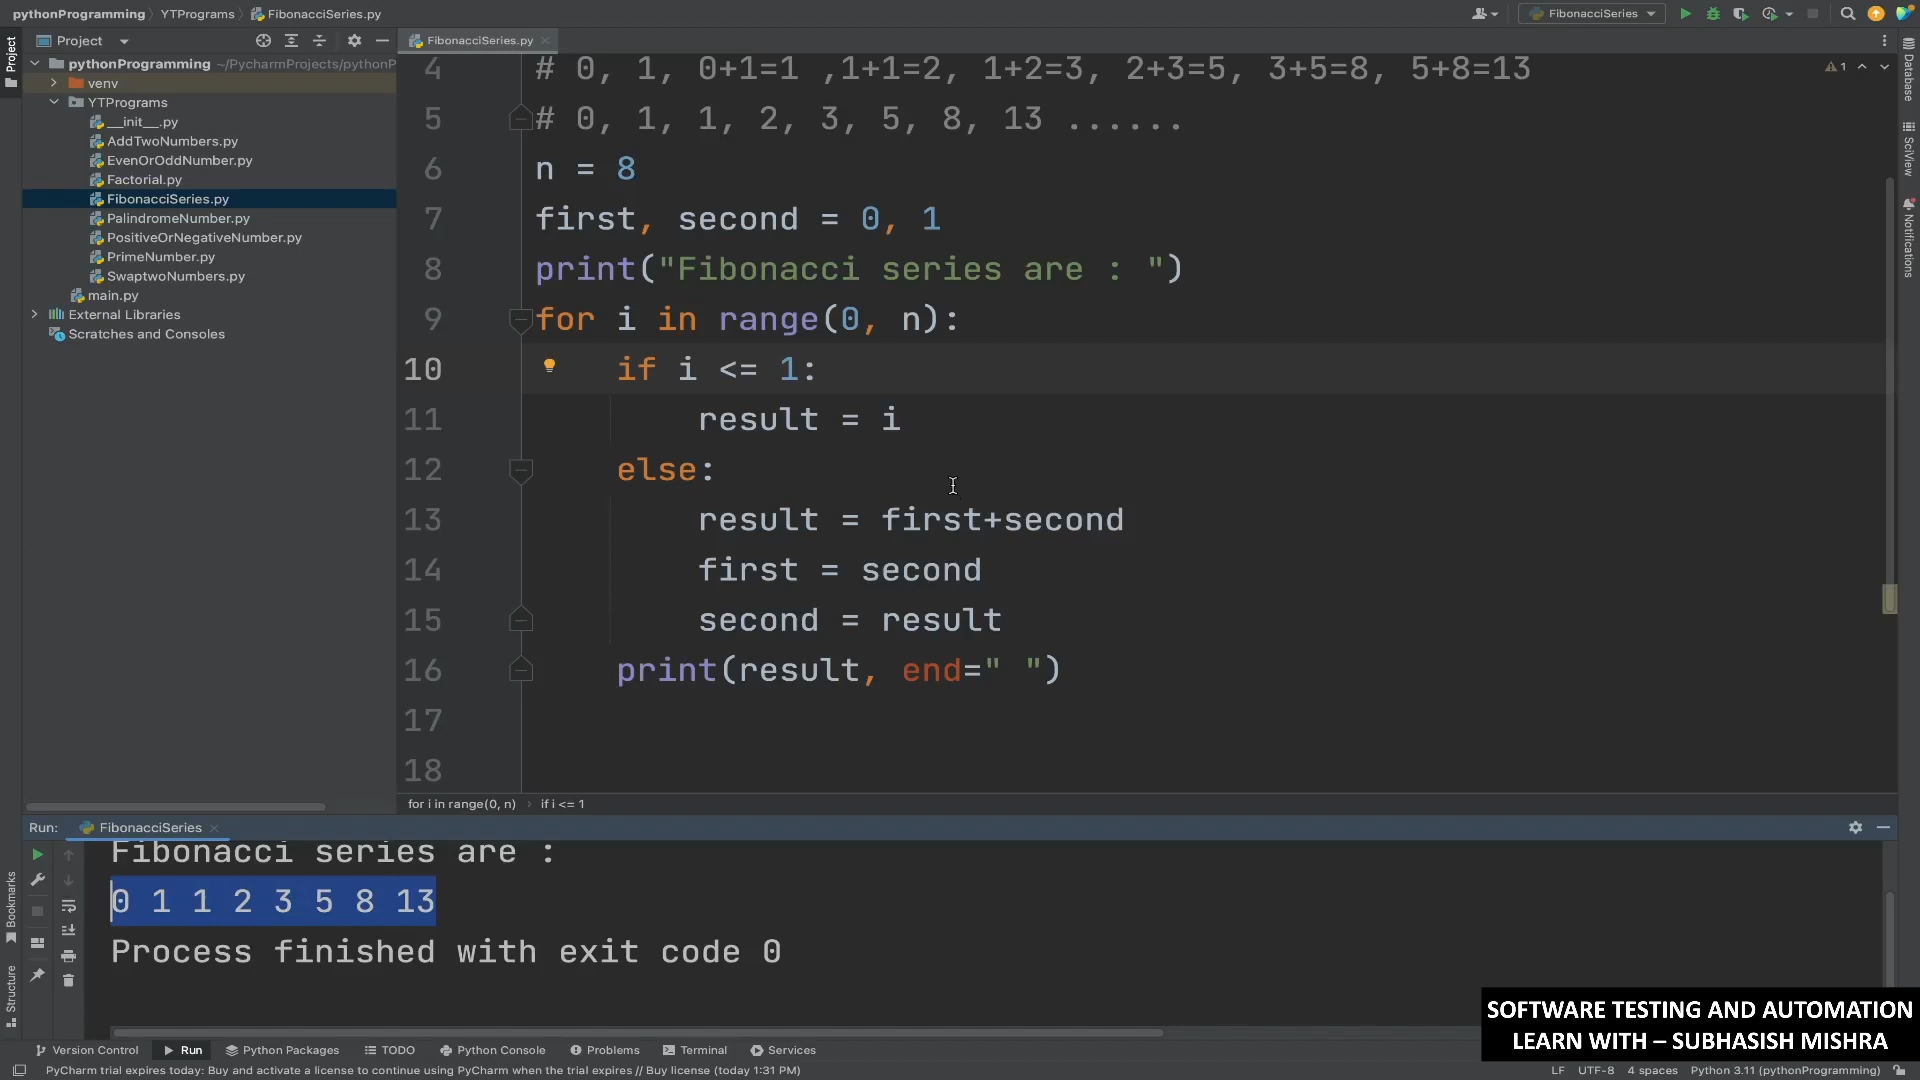 pythonProgramming YTPrograms FibonacciSeries.py
FibonacciSeries
Project
FibonacciSeries.py
Project
pythonProgramming ~/PycharmProjects/pythonP
venv
YTPrograms
__init__.py
AddTwoNumbers.py
EvenOrOddNumber.py
Factorial.py
FibonacciSeries.py
PalindromeNumber.py
PositiveOrNegativeNumber.py
PrimeNumber.py
SwaptwoNumbers.py
main.py
External Libraries
Scratches and Consoles
4 # 0, 1, 0+1=1 ,1+1=2, 1+2=3, 2+3=5, 3+5=8, 5+8=13
5 # 0, 1, 1, 2, 3, 5, 8, 13 ......
6 n = 8
7 first, second = 0, 1
8 print("Fibonacci series are : ")
9 for i in range(0, n):
10 if i <= 1:
11 result = i
12 else:
13 result = first+second
14 first = second
15 second = result
16 print(result, end=" ")
17
18
1
Database
SciView
Notifications
for i in range(0, n) if i <= 1
Run: FibonacciSeries
Fibonacci series are :
0 1 1 2 3 5 8 13
Process finished with exit code 0
Bookmarks
Structure
SOFTWARE TESTING AND AUTOMATION
LEARN WITH – SUBHASISH MISHRA
Version Control Run Python Packages TODO Python Console Problems Terminal Services
PyCharm trial expires today: Buy and activate a license to continue using PyCharm when the trial expires // Buy license (today 1:31 PM) LF UTF-8 4 spaces Python 3.11 (pythonProgramming)